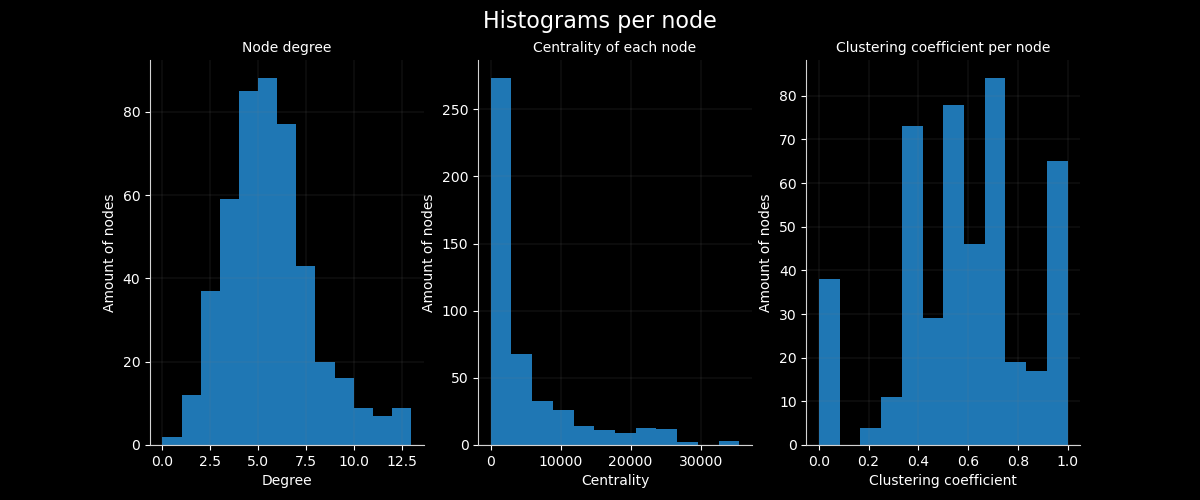 Histograms per node
Node degree
Amount of nodes
80
60
40
20
0
0.0 2.5 5.0 7.5 10.0 12.5
Degree
Centrality of each node
Amount of nodes
250
200
150
100
50
0
0 10000 20000 30000
Centrality
Clustering coefficient per node
Amount of nodes
80
70
60
50
40
30
20
10
0
0.0 0.2 0.4 0.6 0.8 1.0
Clustering coefficient